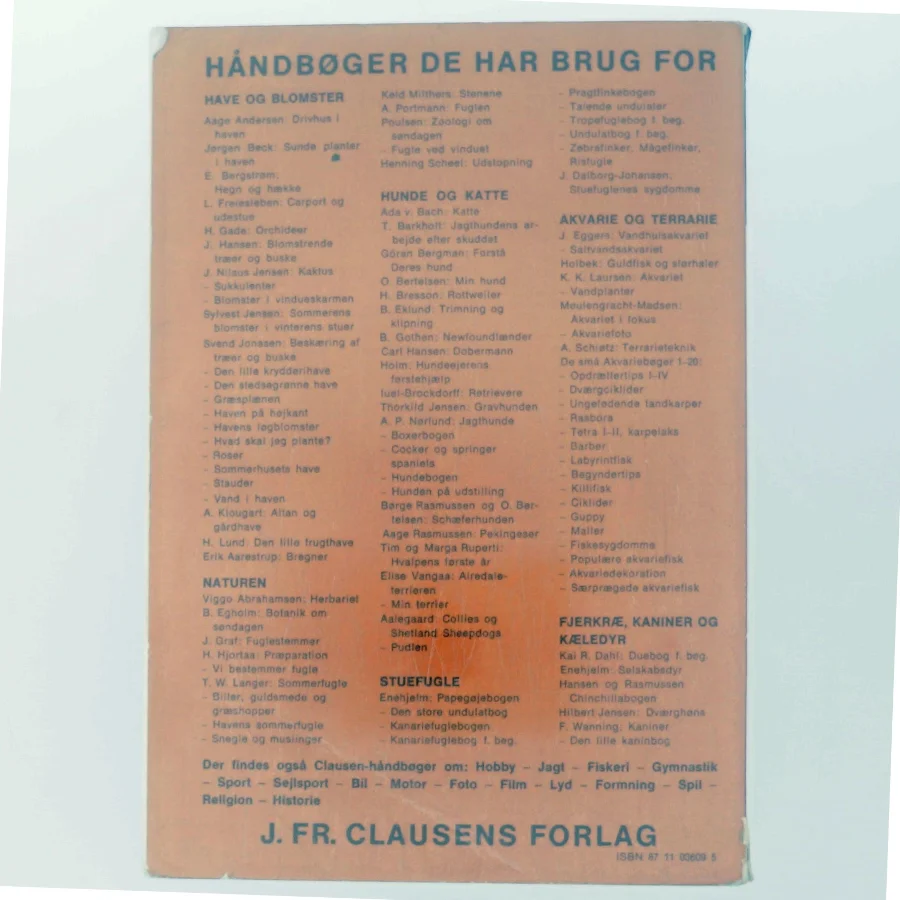 HÅNDBØGER DE HAR BRUG FOR
HAVE OG BLOMSTER
Aage Andersen: Drivhus i
haven
Jørgen Beck: Sunde planter
i haven
E. Bergstrøm:
Hegn og hække
L. Freiesleben: Carport og
udestue
H. Gade: Orchideer
J. Hansen: Blomstrende
træer og buske
J. Nilaus Jensen: Kaktus
- Sukkulenter
- Blomster i vindueskarmen
Sylvest Jensen: Sommerens
blomster i vinterens stuer
Svend Jonasen: Beskæring af
træer og buske
- Den lille krydderihave
- Den stedsegrønne have
- Græsplænen
- Haven på højkant
- Havens løgblomster
- Hvad skal jeg plante?
- Roser
- Sommerhusets have
- Stauder
- Vand i haven
A. Klougart: Altan og
gårdhave
H. Lund: Den lille frugthave
Erik Aarestrup: Bregner
NATUREN
Viggo Abrahamsen: Herbariet
B. Egholm: Botanik om
søndagen
J. Graf: Fuglestemmer
H. Hjortaa: Præparation
- Vi bestemmer fugle
T. W. Langer: Sommerfugle
- Biller, guldsmede og
græshopper
- Havens sommerfugle
- Snegle og muslinger
Keld Milthers: Stenene
A. Portmann: Fuglen
Poulsen: Zoologi om
søndagen
- Fugle ved vinduet
Henning Scheel: Udstopning
HUNDE OG KATTE
Ada v. Bach: Katte
T. Barkholt: Jagthundens ar-
bejde efter skuddet
Göran Bergman: Forstå
Deres hund
O. Bertelsen: Min hund
H. Bresson: Rottweiler
B. Eklund: Trimning og
klipning
B. Gothen: Newfoundlænder
Carl Hansen: Dobermann
Holm: Hundeejerens
førstehjælp
Iuel-Brockdorff: Retrievere
Thorkild Jensen: Gravhunden
A. P. Nørlund: Jagthunde
- Boxerbogen
- Cocker og springer
spaniels
- Hundebogen
- Hunden på udstilling
Børge Rasmussen og O. Ber-
telsen: Schæferhunden
Aage Rasmussen: Pekingeser
Tim og Marga Ruperti:
Hvalpens første år
Elise Vangaa: Airedale-
terrieren
- Min terrier
Aalegaard: Collies og
Shetland Sheepdogs
- Pudlen
STUEFUGLE
Enehjelm: Papegøjebogen
- Den store undulatbog
- Kanariefuglebogen
- Kanariefuglebog f. beg.
- Pragtfinkebogen
- Talende undulater
- Tropefuglebog f. beg.
- Undulatbog f. beg.
- Zebrafinker, Mågefinker,
Risfugle
J. Dalborg-Johansen:
Stuefuglenes sygdomme
AKVARIE OG TERRARIE
J. Eggers: Vandhulsakvariet
- Saltvandsakvariet
Holbek: Guldfisk og slørhaler
K. K. Laursen: Akvariet
- Vandplanter
Meulengracht-Madsen:
Akvariet i fokus
- Akvariefoto
A. Schiøtz: Terrarieteknik
De små Akvariebøger 1-20:
- Opdrættertips I-IV
- Dværgciklider
- Ungefødende tandkarper
- Rasbora
- Tetra I-II, karpelaks
- Barber
- Labyrintfisk
- Begyndertips
- Killifisk
- Ciklider
- Guppy
- Maller
- Fiskesygdomme
- Populære akvariefisk
- Akvariedekoration
- Særprægede akvariefisk
FJERKRÆ, KANINER OG
KÆLEDYR
Kai R. Dahl: Duebog f. beg.
Enehjelm: Selskabsdyr
Hansen og Rasmussen
Chinchillabogen
Hilbert Jensen: Dværghøns
F. Wenning: Kaniner
- Den lille kaninbog
Der findes også Clausen-håndbøger om: Hobby – Jagt – Fiskeri – Gymnastik
– Sport – Sejlsport – Bil – Motor – Foto – Film – Lyd – Formning – Spil –
Religion – Historie
J. FR. CLAUSENS FORLAG
ISBN 87 11 03609 5